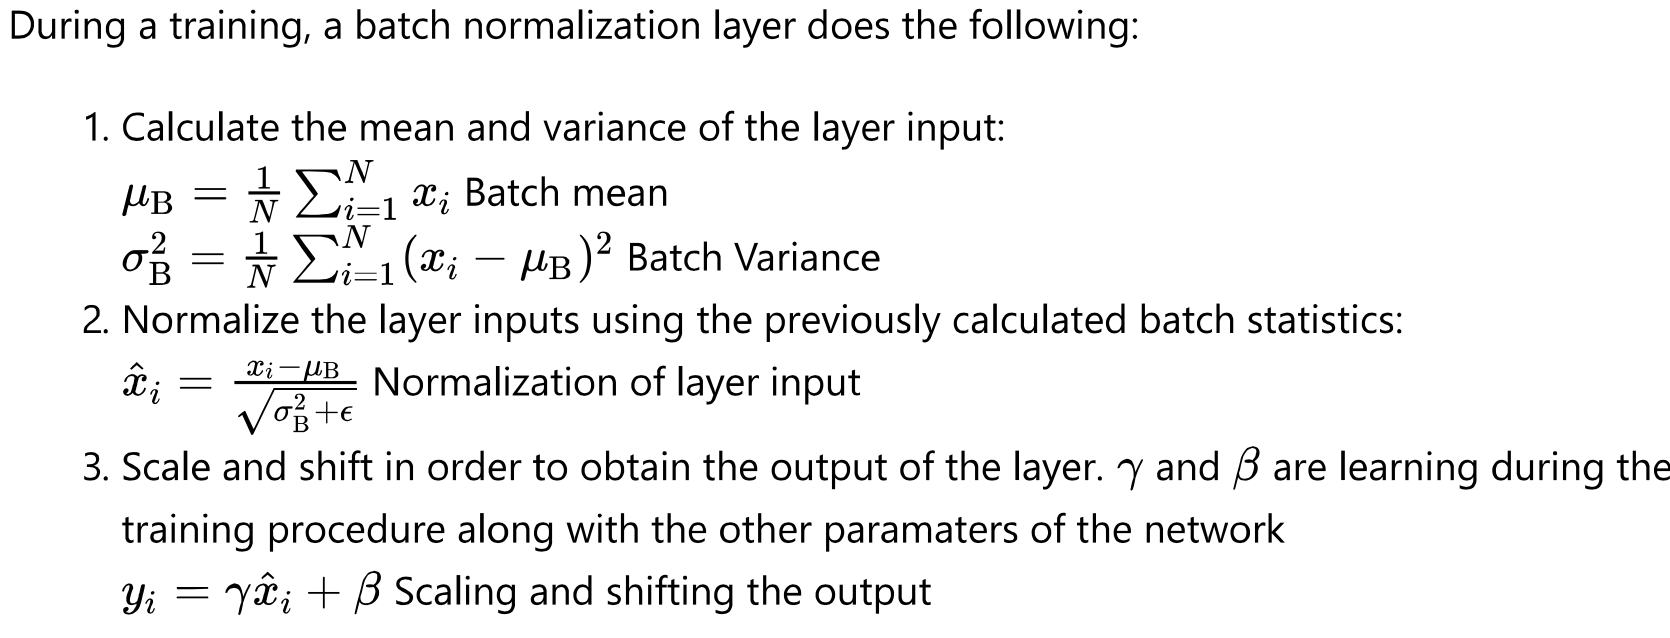 During a training, a batch normalization layer does the following:
1. Calculate the mean and variance of the layer input:
$\mu_{\mathrm{B}} = \frac{1}{N} \sum_{i=1}^{N} x_i$ Batch mean
$\sigma_{\mathrm{B}}^2 = \frac{1}{N} \sum_{i=1}^{N} (x_i - \mu_{\mathrm{B}})^2$ Batch Variance
2. Normalize the layer inputs using the previously calculated batch statistics:
$\hat{x}_i = \frac{x_i - \mu_{\mathrm{B}}}{\sqrt{\sigma_{\mathrm{B}}^2 + \epsilon}}$ Normalization of layer input
3. Scale and shift in order to obtain the output of the layer. $\gamma$ and $\beta$ are learning during the
training procedure along with the other paramaters of the network
$y_i = \gamma \hat{x}_i + \beta$ Scaling and shifting the output